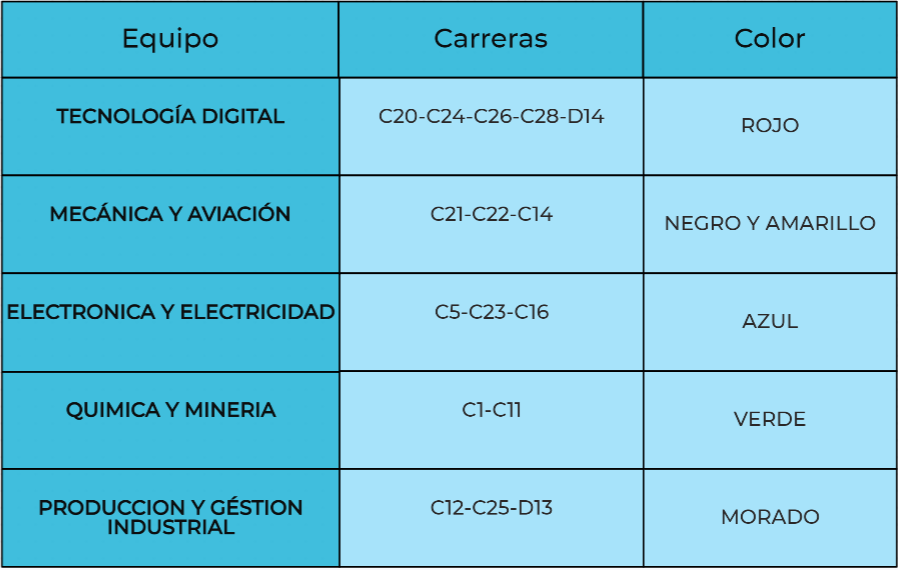 Equipo Carreras Color
TECNOLOGÍA DIGITAL C20-C24-C26-C28-D14 ROJO
MECÁNICA Y AVIACIÓN C21-C22-C14 NEGRO Y AMARILLO
ELECTRONICA Y ELECTRICIDAD C5-C23-C16 AZUL
QUIMICA Y MINERIA C1-C11 VERDE
PRODUCCION Y GÉSTION
INDUSTRIAL C12-C25-D13 MORADO